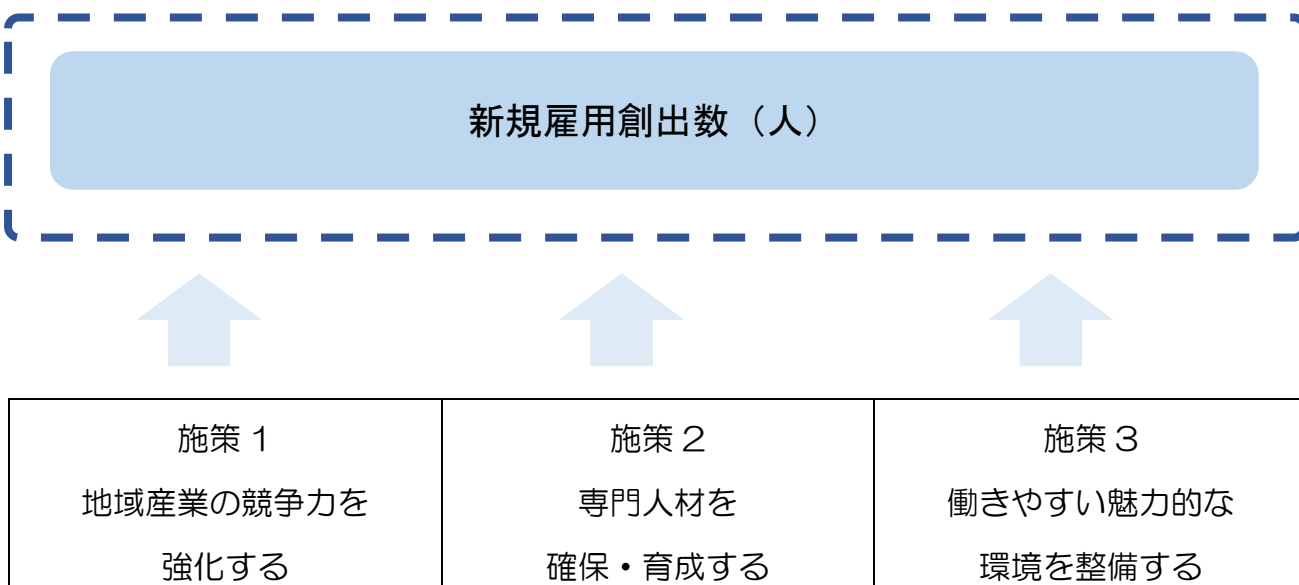 新規雇用創出数（人）
施策１
地域産業の競争力を
強化する
施策２
専門人材を
確保・育成する
施策３
働きやすい魅力的な
環境を整備する